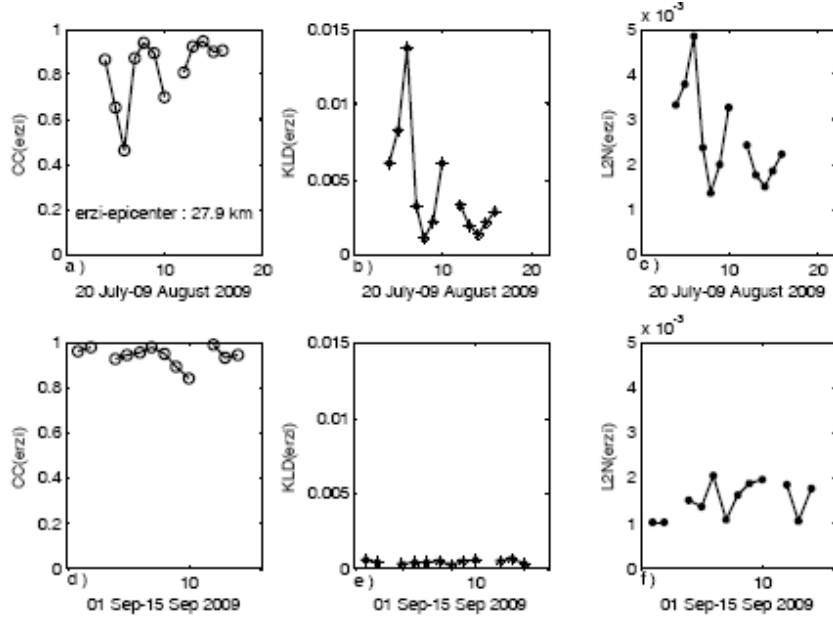 1
0.8
0.6
0.4
0.2
0
CC(erzi)
erzi-epicenter : 27.9 km
a )
10
20
20 July-09 August 2009
0.015
0.01
0.005
0
KLD(erzi)
b )
10
20
20 July-09 August 2009
x 10⁻³
5
4
3
2
1
0
L2N(erzi)
c )
10
20
20 July-09 August 2009
1
0.8
0.6
0.4
0.2
0
CC(erzi)
d )
10
01 Sep-15 Sep 2009
0.015
0.01
0.005
0
KLD(erzi)
e )
10
01 Sep-15 Sep 2009
x 10⁻³
5
4
3
2
1
0
L2N(erzi)
f )
10
01 Sep-15 Sep 2009